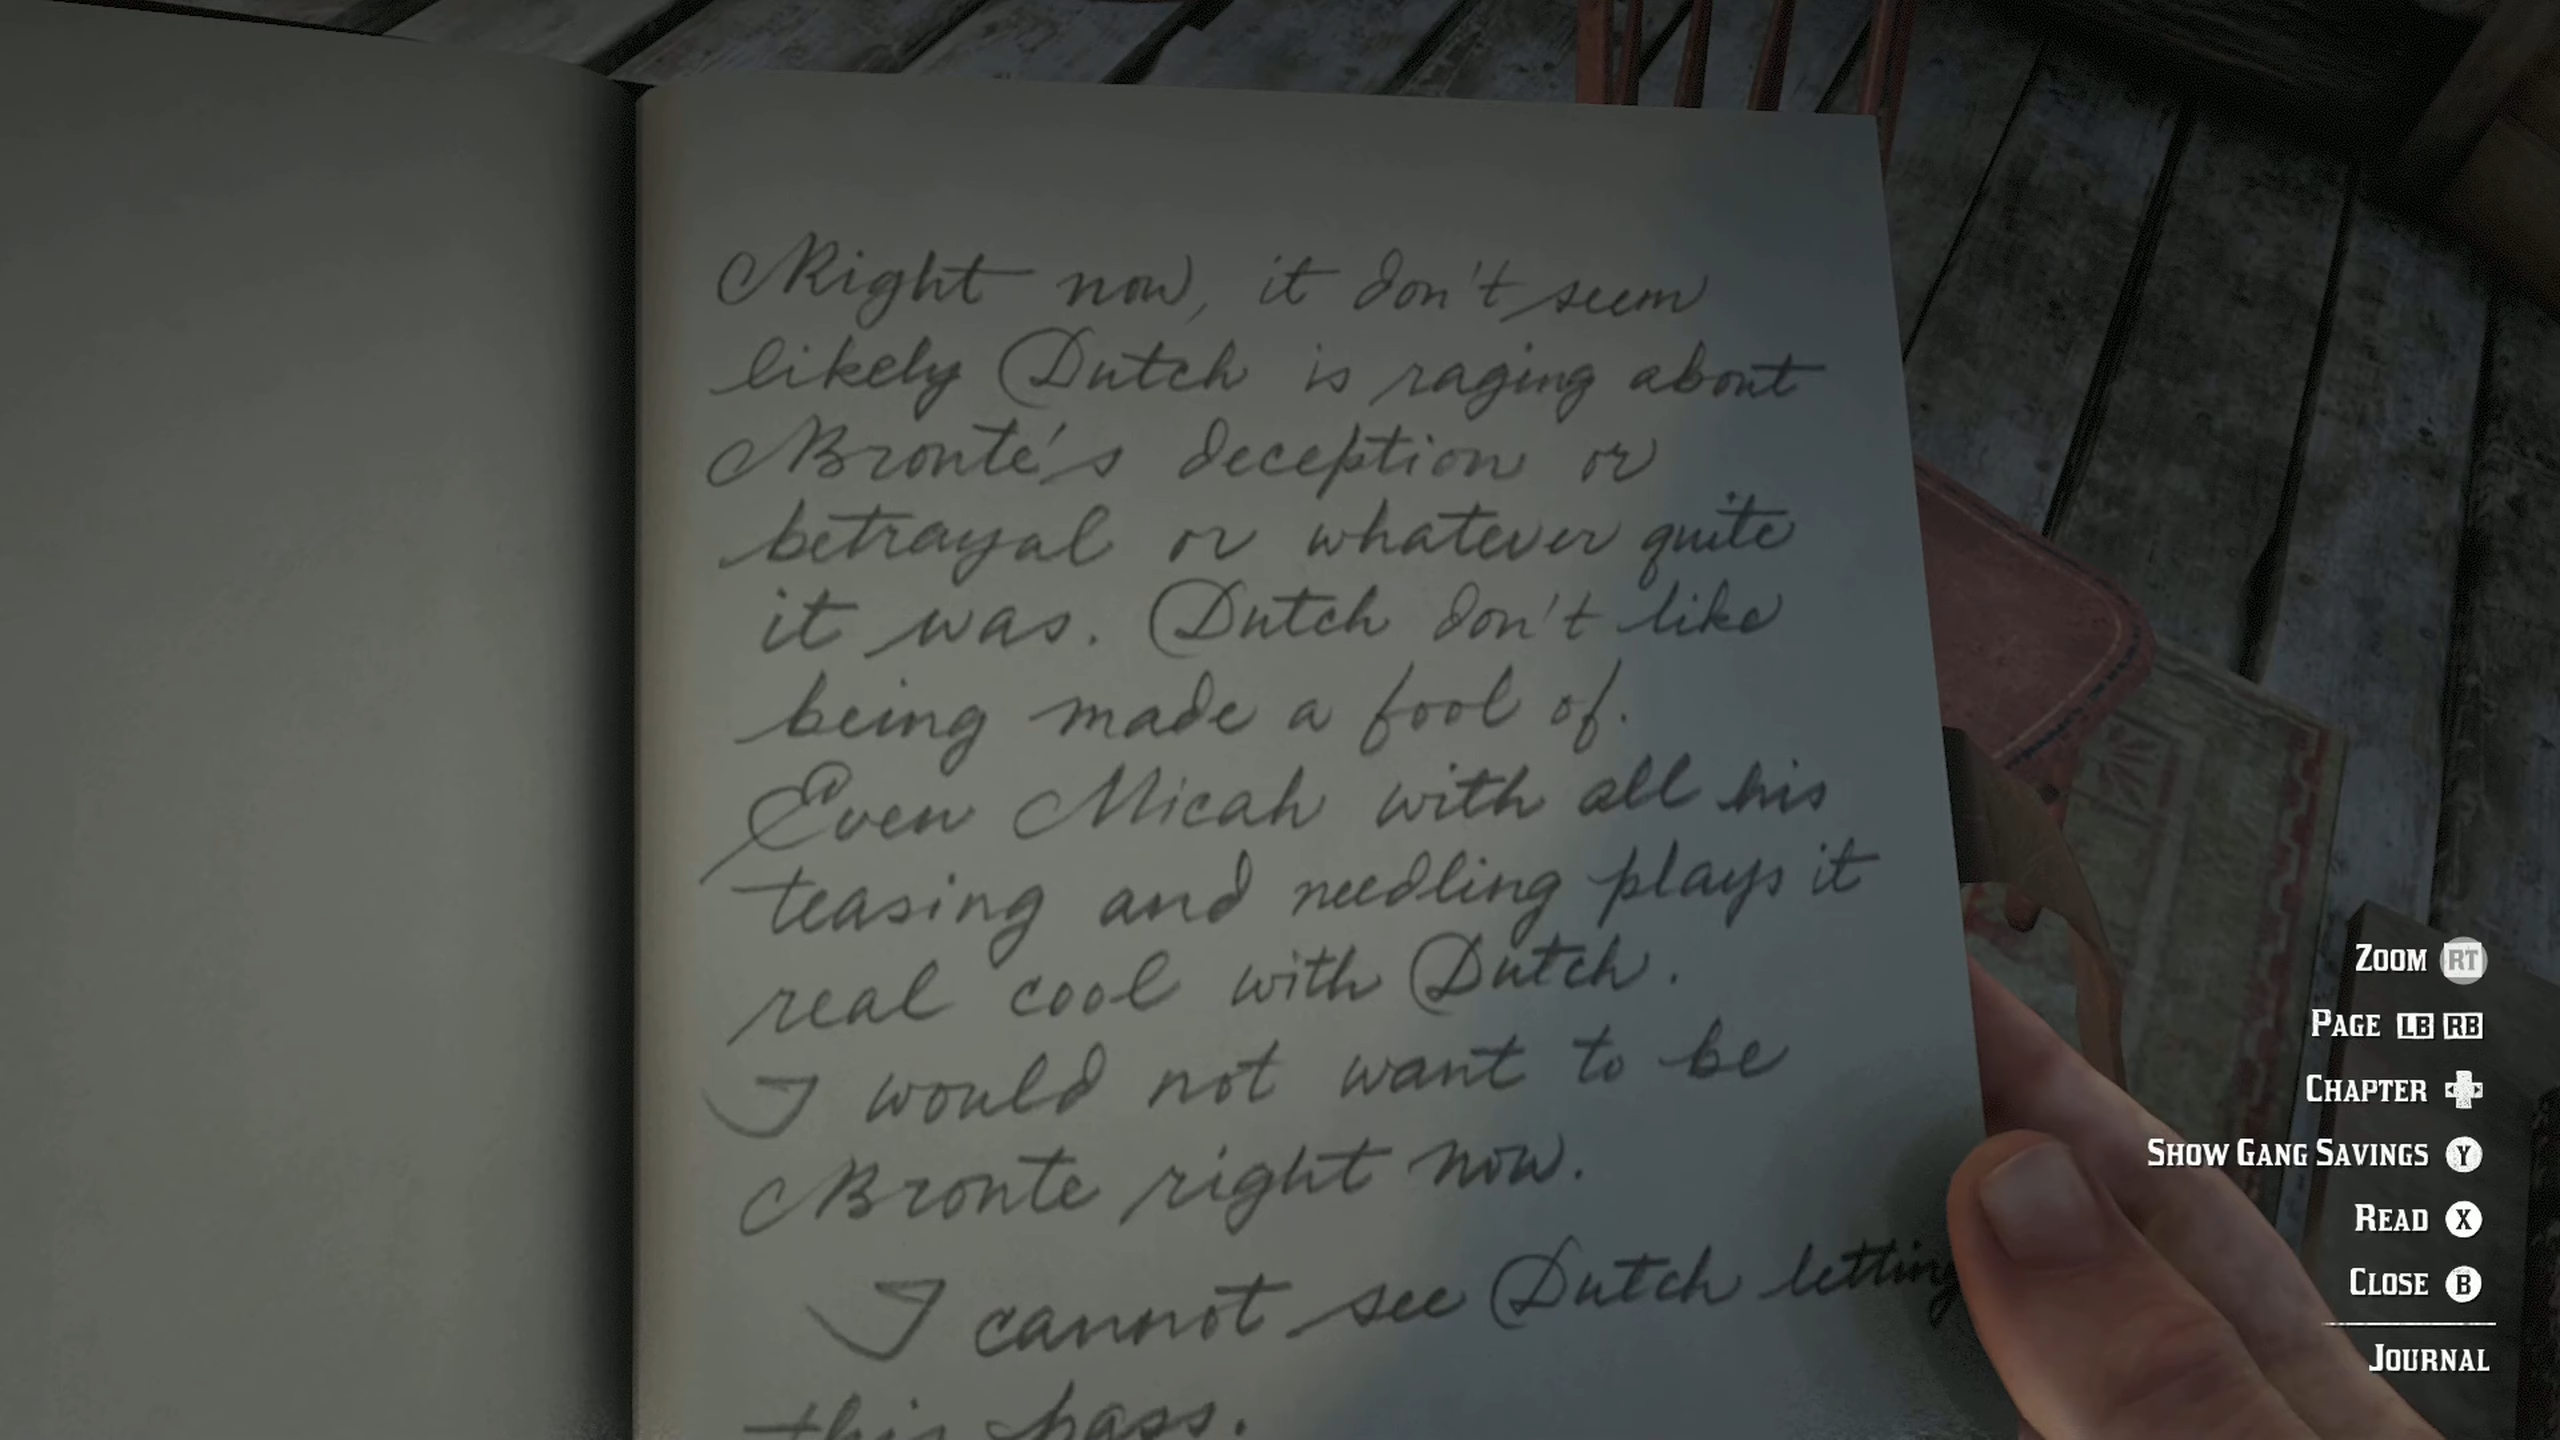 Right now, it don't seem
likely Dutch is raging about
Bronté's deception or
betrayal or whatever quite
it was. Dutch don't like
being made a fool of.
Even Micah with all his
teasing and needling plays it
real cool with Dutch.
I would not want to be
Bronte right now.
I cannot see Dutch letting
this pass.
ZOOM RT
PAGE LB RB
CHAPTER
SHOW GANG SAVINGS Y
READ X
CLOSE B
JOURNAL